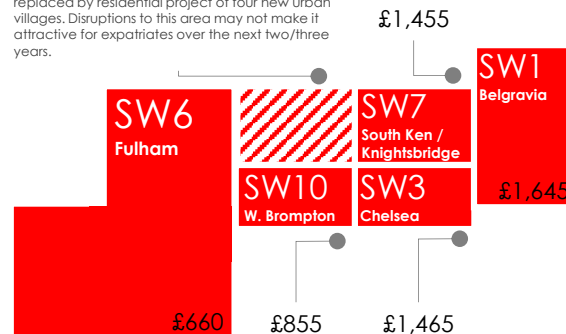 replaced by residential project of four new urban
villages. Disruptions to this area may not make it
attractive for expatriates over the next two/three
years.
£1,455
SW1
Belgravia
£1,645
SW6
Fulham
SW7
South Ken /
Knightsbridge
SW10
W. Brompton
SW3
Chelsea
£660
£855
£1,465